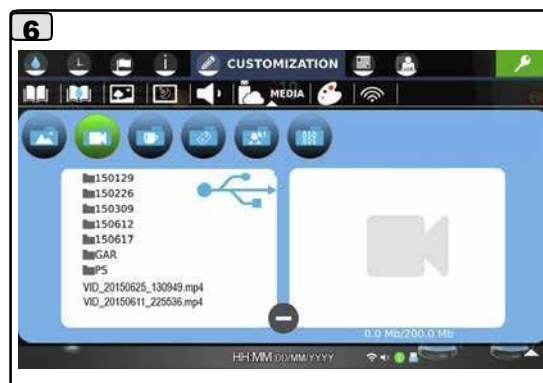 6
CUSTOMIZATION
MEDIA
150129
150226
150309
150612
150617
GAR
PS
VID_20150625_130949.mp4
VID_20150611_225536.mp4
0.0 Mb/200.0 Mb
HH:MM DD/MM/YYYY